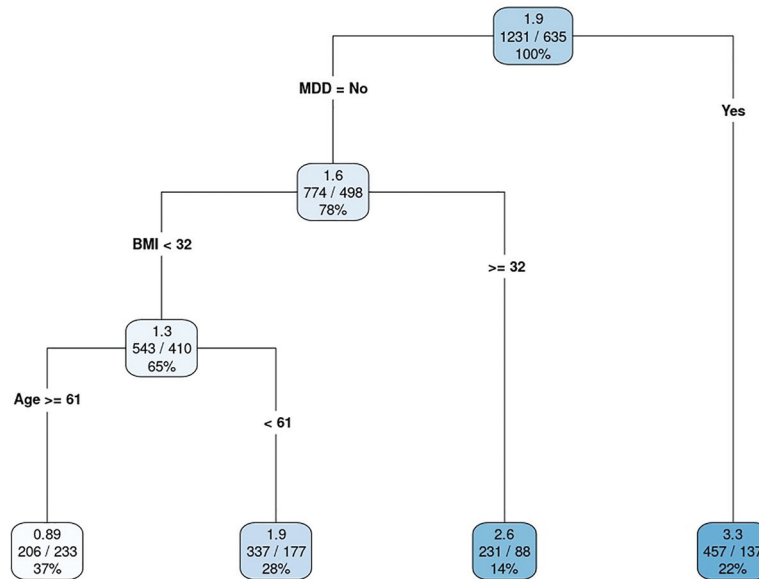 1.9
1231 / 635
100%
MDD = No
Yes
1.6
774 / 498
78%
BMI < 32
>= 32
1.3
543 / 410
65%
Age >= 61
< 61
0.89
206 / 233
37%
1.9
337 / 177
28%
2.6
231 / 88
14%
3.3
457 / 137
22%